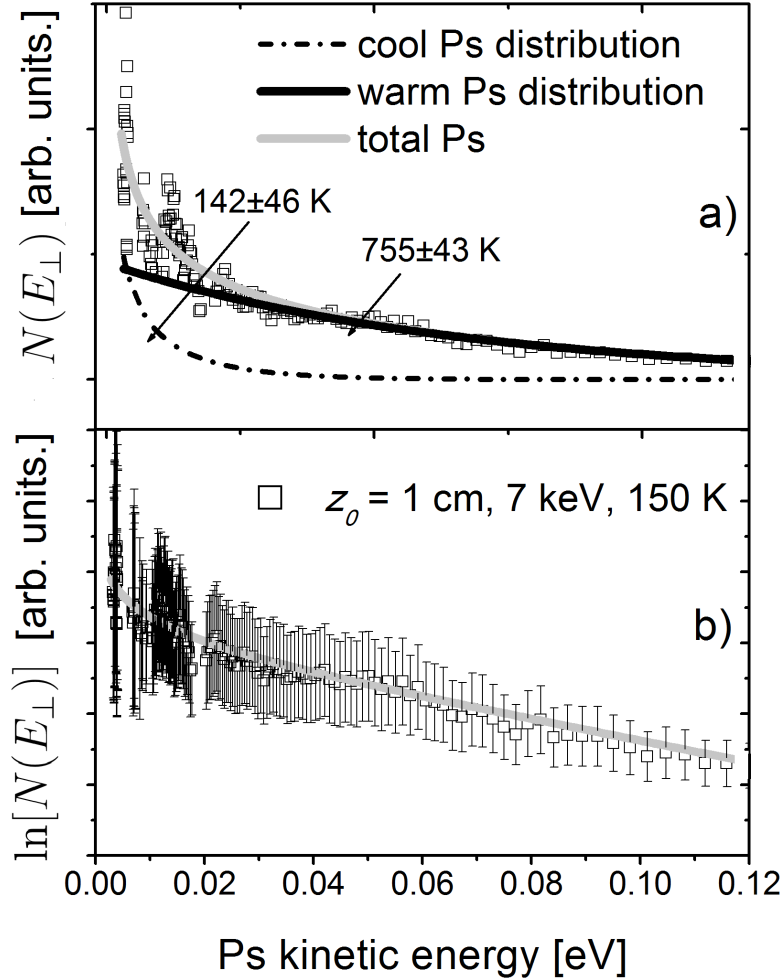 cool Ps distribution
warm Ps distribution
total Ps
a)
142±46 K
755±43 K
N(E⊥) [arb. units.]
z₀ = 1 cm, 7 keV, 150 K
b)
ln[N(E⊥)] [arb. units.]
0.00 0.02 0.04 0.06 0.08 0.10 0.12
Ps kinetic energy [eV]